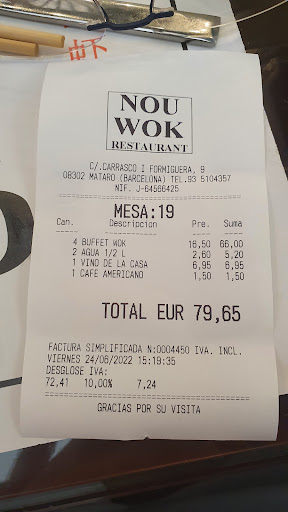 NOU
WOK
RESTAURANT
C/.CARRASCO I FORMIGUERA, 9
08302 MATARO (BARCELONA) TEL.93 5104357
NIF. J-64566425
MESA:19
Can. Descripcion Pre. Suma
4 BUFFET WOK 16,50 66,00
2 AGUA 1/2 L 2,60 5,20
1 VINO DE LA CASA 6,95 6,95
1 CAFE AMERICANO 1,50 1,50
TOTAL EUR 79,65
FACTURA SIMPLIFICADA N:0004450 IVA. INCL.
VIERNES 24/06/2022 15:19:35
DESGLOSE IVA:
72,41 10,00% 7,24
GRACIAS POR SU VISITA